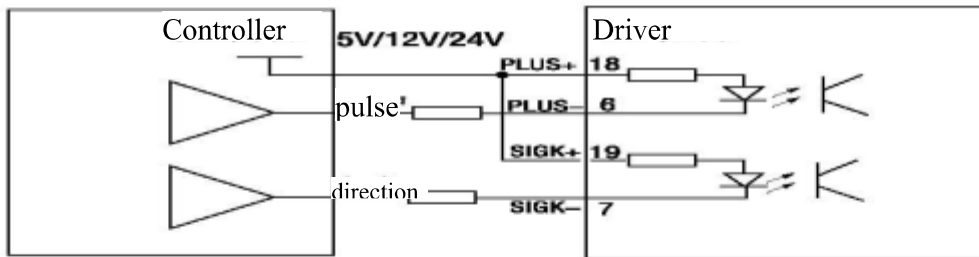 Controller
5V/12V/24V
Driver
PLUS+ 18
pulse'
PLUS- 6
SIGK+ 19
direction
SIGK- 7